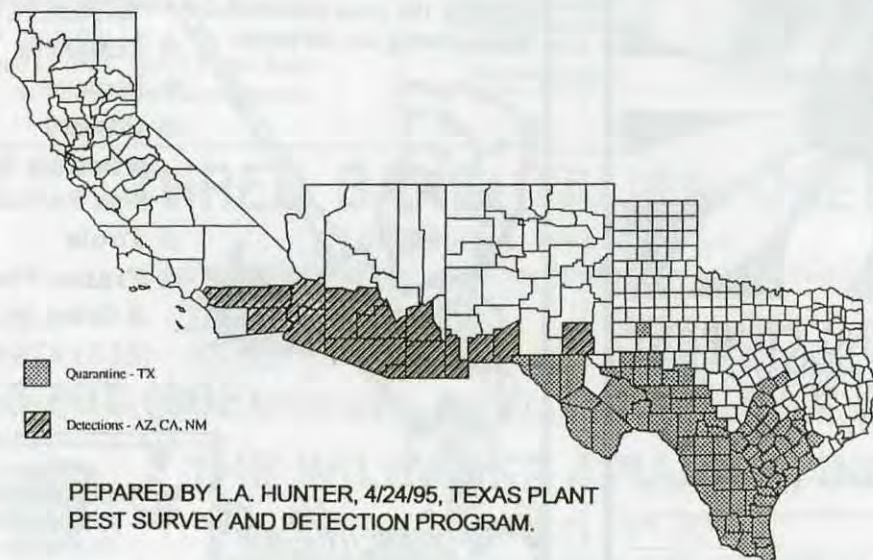 Quarantine - TX
Detections - AZ, CA, NM
PEPARED BY L.A. HUNTER, 4/24/95, TEXAS PLANT
PEST SURVEY AND DETECTION PROGRAM.